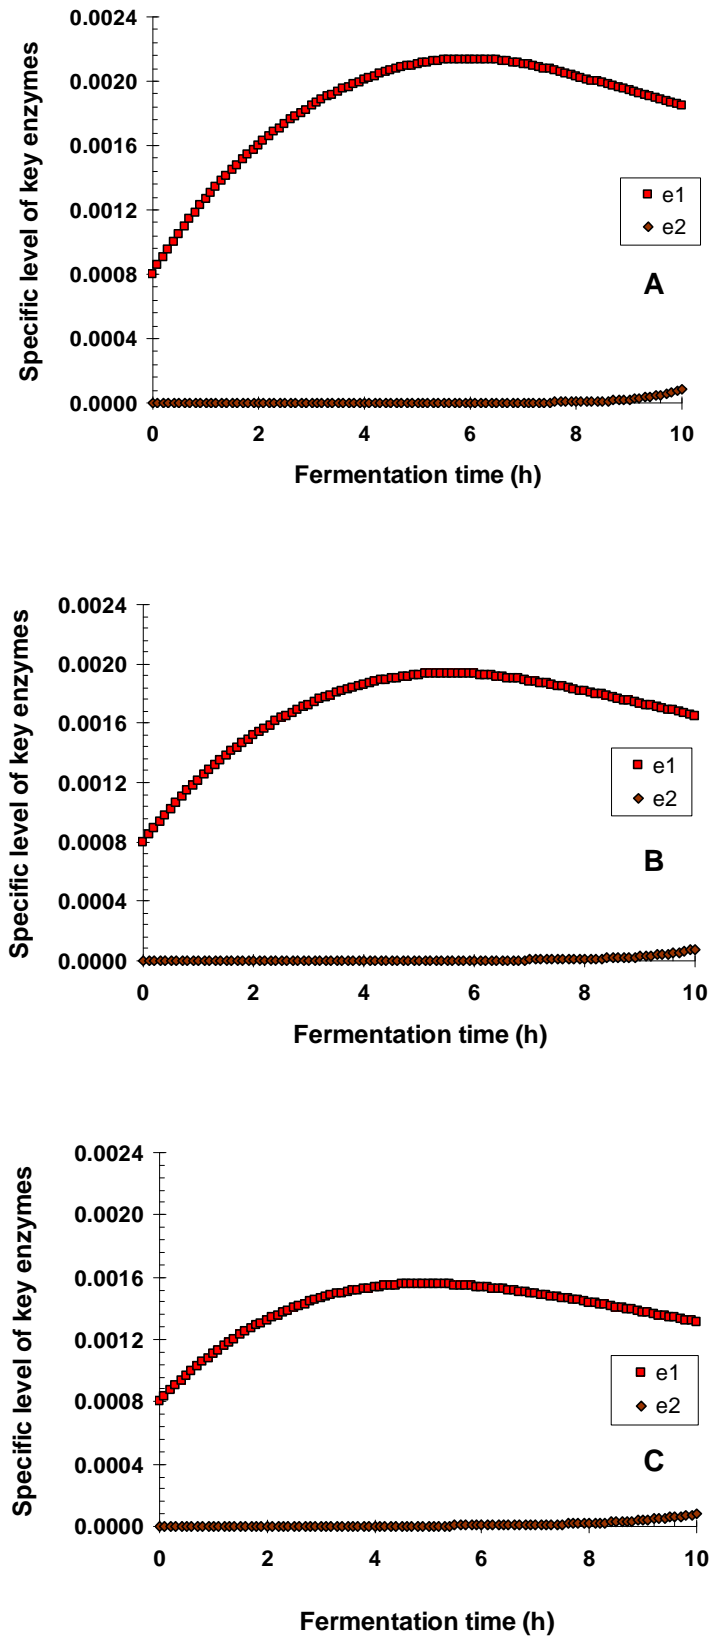 0.0024
0.0020
0.0016
0.0012
0.0008
0.0004
0.0000
Specific level of key enzymes
e1
e2
A
0 2 4 6 8 10
Fermentation time (h)
0.0024
0.0020
0.0016
0.0012
0.0008
0.0004
0.0000
Specific level of key enzymes
e1
e2
B
0 2 4 6 8 10
Fermentation time (h)
0.0024
0.0020
0.0016
0.0012
0.0008
0.0004
0.0000
Specific level of key enzymes
e1
e2
C
0 2 4 6 8 10
Fermentation time (h)